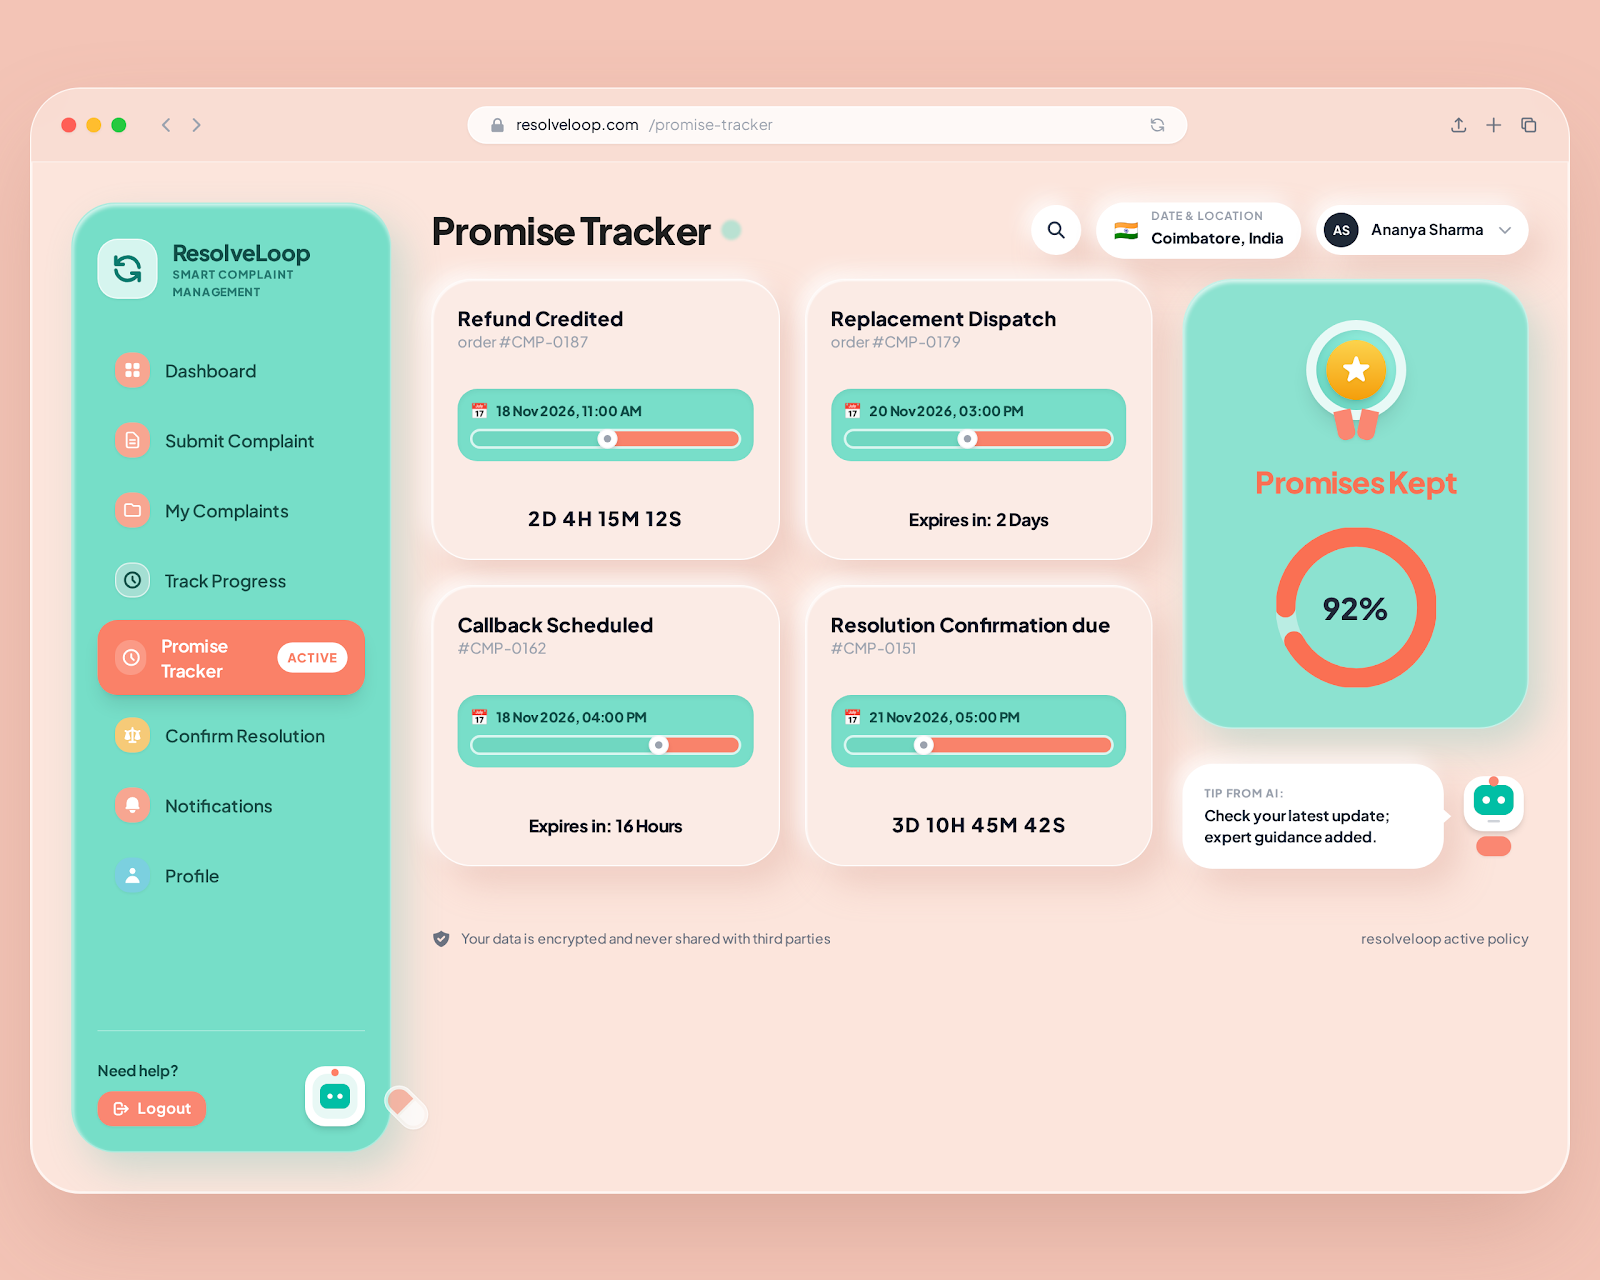 resolveloop.com /promise-tracker
ResolveLoop
SMART COMPLAINT
MANAGEMENT
Dashboard
Submit Complaint
My Complaints
Track Progress
Promise
Tracker
ACTIVE
Confirm Resolution
Notifications
Profile
Need help?
Logout
Promise Tracker
DATE & LOCATION
Coimbatore, India
AS
Ananya Sharma
Refund Credited
order #CMP-0187
18 Nov 2026, 11:00 AM
2D 4H 15M 12S
Replacement Dispatch
order #CMP-0179
20 Nov 2026, 03:00 PM
Expires in: 2 Days
Callback Scheduled
#CMP-0162
18 Nov 2026, 04:00 PM
Expires in: 16 Hours
Resolution Confirmation due
#CMP-0151
21 Nov 2026, 05:00 PM
3D 10H 45M 42S
Promises Kept
92%
TIP FROM AI:
Check your latest update;
expert guidance added.
Your data is encrypted and never shared with third parties
resolveloop active policy